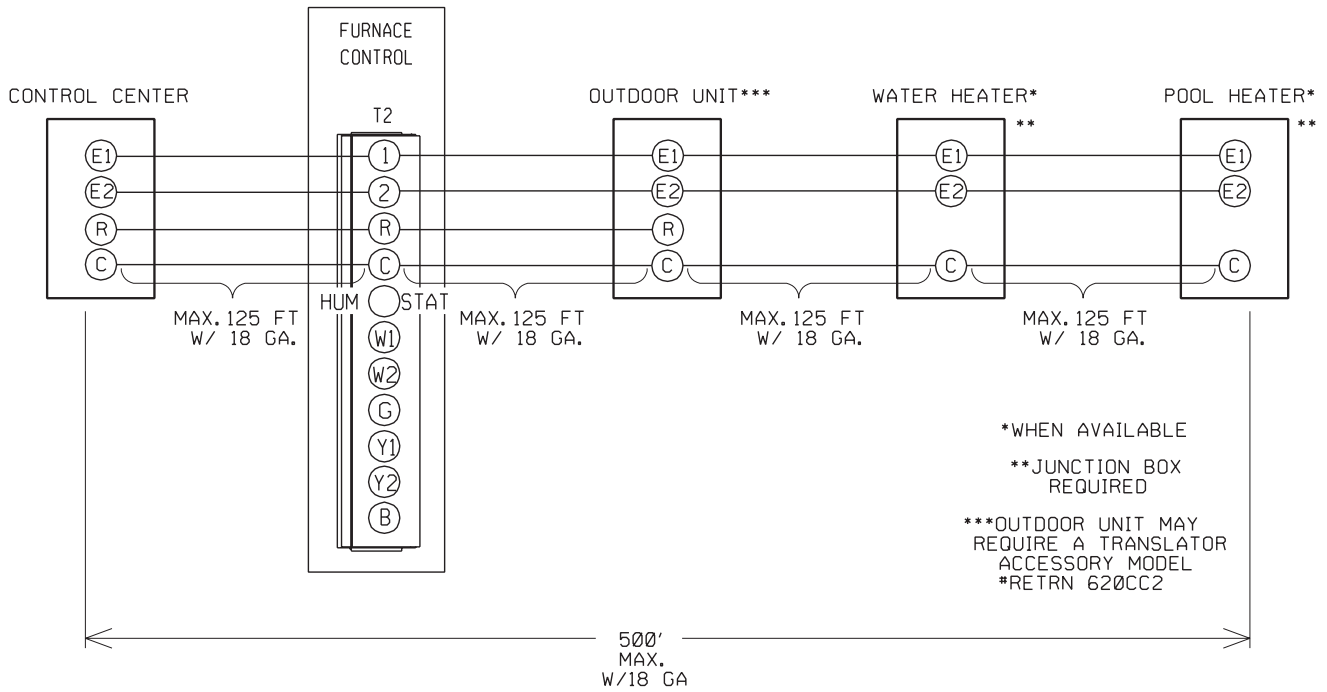 FURNACE
CONTROL
CONTROL CENTER
T2
OUTDOOR UNIT***
WATER HEATER*
**
POOL HEATER*
**
E1 1 E1 E1 E1
E2 2 E2 E2 E2
R R R
C C C C C
HUM STAT
MAX. 125 FT
W/ 18 GA.
MAX. 125 FT
W/ 18 GA.
MAX. 125 FT
W/ 18 GA.
MAX. 125 FT
W/ 18 GA.
W1
W2
G
Y1
Y2
B
*WHEN AVAILABLE
**JUNCTION BOX
REQUIRED
***OUTDOOR UNIT MAY
REQUIRE A TRANSLATOR
ACCESSORY MODEL
#RETRN 620CC2
500'
MAX.
W/18 GA